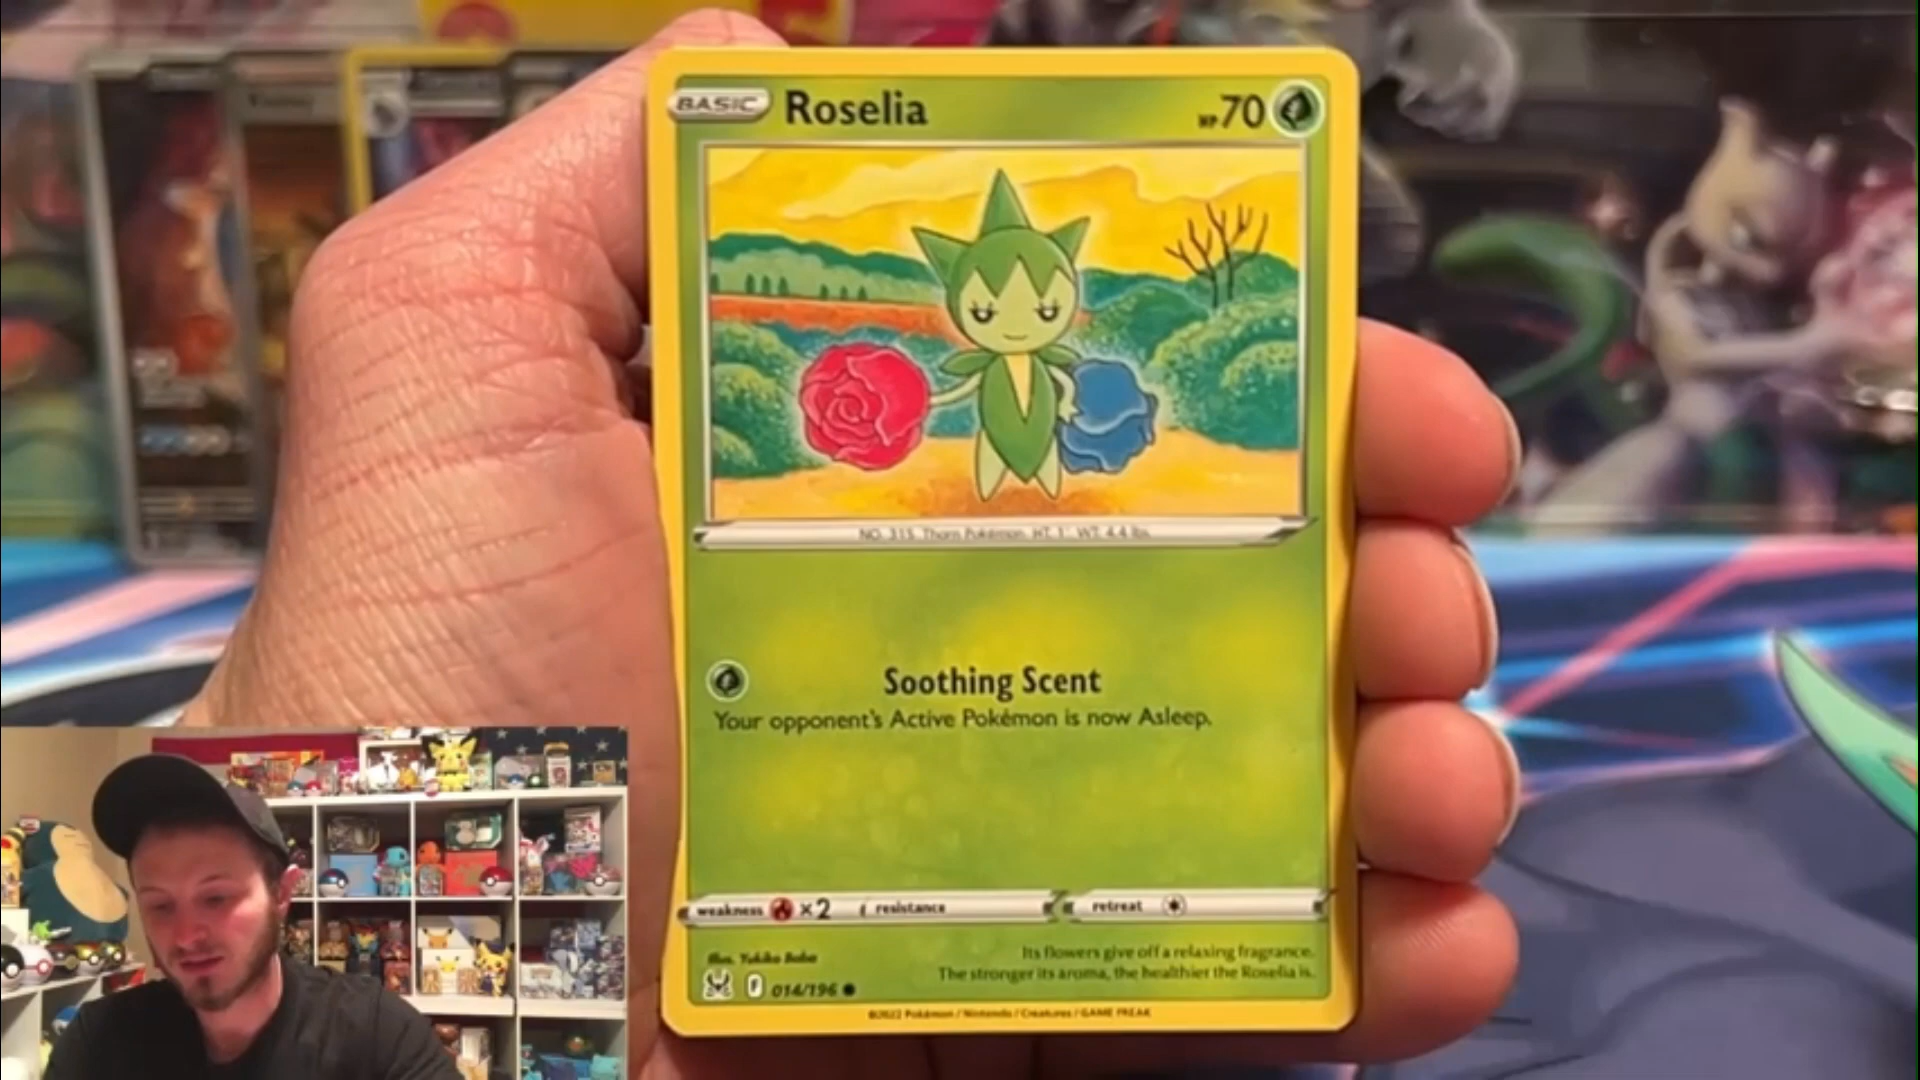 BASIC Roselia HP 70
NO. 315 Thorn Pokémon HT. 1' WT. 4.4 lbs.
Soothing Scent
Your opponent's Active Pokémon is now Asleep.
weakness ×2 resistance retreat
Illus. Yukiko Baba
Its flowers give off a relaxing fragrance.
The stronger its aroma, the healthier the Roselia is.
F 014/196
©2022 Pokémon / Nintendo / Creatures / GAME FREAK